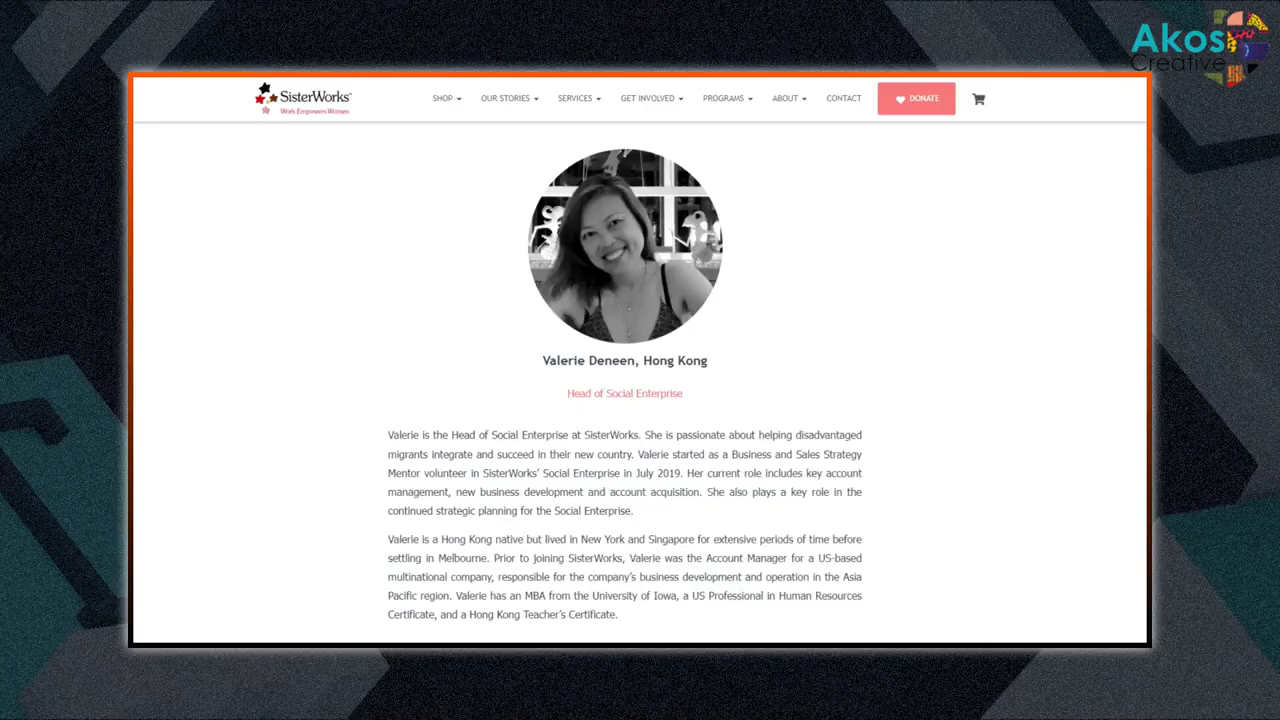 Akos
Creative
SisterWorks
Work Empowers Women
SHOP OUR STORIES SERVICES GET INVOLVED PROGRAMS ABOUT CONTACT DONATE
Valerie Deneen, Hong Kong
Head of Social Enterprise
Valerie is the Head of Social Enterprise at SisterWorks. She is passionate about helping disadvantaged
migrants integrate and succeed in their new country. Valerie started as a Business and Sales Strategy
Mentor volunteer in SisterWorks’ Social Enterprise in July 2019. Her current role includes key account
management, new business development and account acquisition. She also plays a key role in the
continued strategic planning for the Social Enterprise.
Valerie is a Hong Kong native but lived in New York and Singapore for extensive periods of time before
settling in Melbourne. Prior to joining SisterWorks, Valerie was the Account Manager for a US-based
multinational company, responsible for the company’s business development and operation in the Asia
Pacific region. Valerie has an MBA from the University of Iowa, a US Professional in Human Resources
Certificate, and a Hong Kong Teacher’s Certificate.